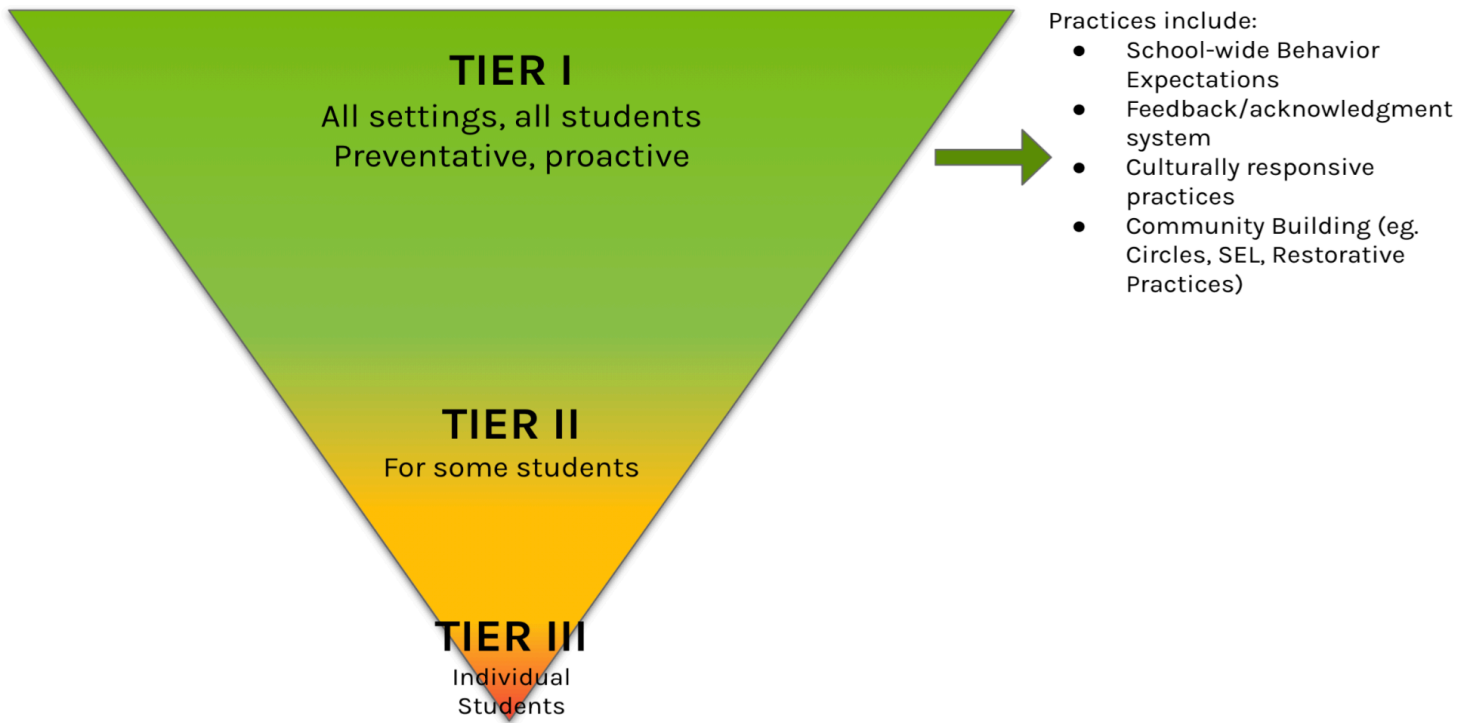 TIER I
All settings, all students
Preventative, proactive
TIER II
For some students
TIER III
Individual
Students
Practices include:
● School-wide Behavior
Expectations
● Feedback/acknowledgment
system
● Culturally responsive
practices
● Community Building (eg.
Circles, SEL, Restorative
Practices)